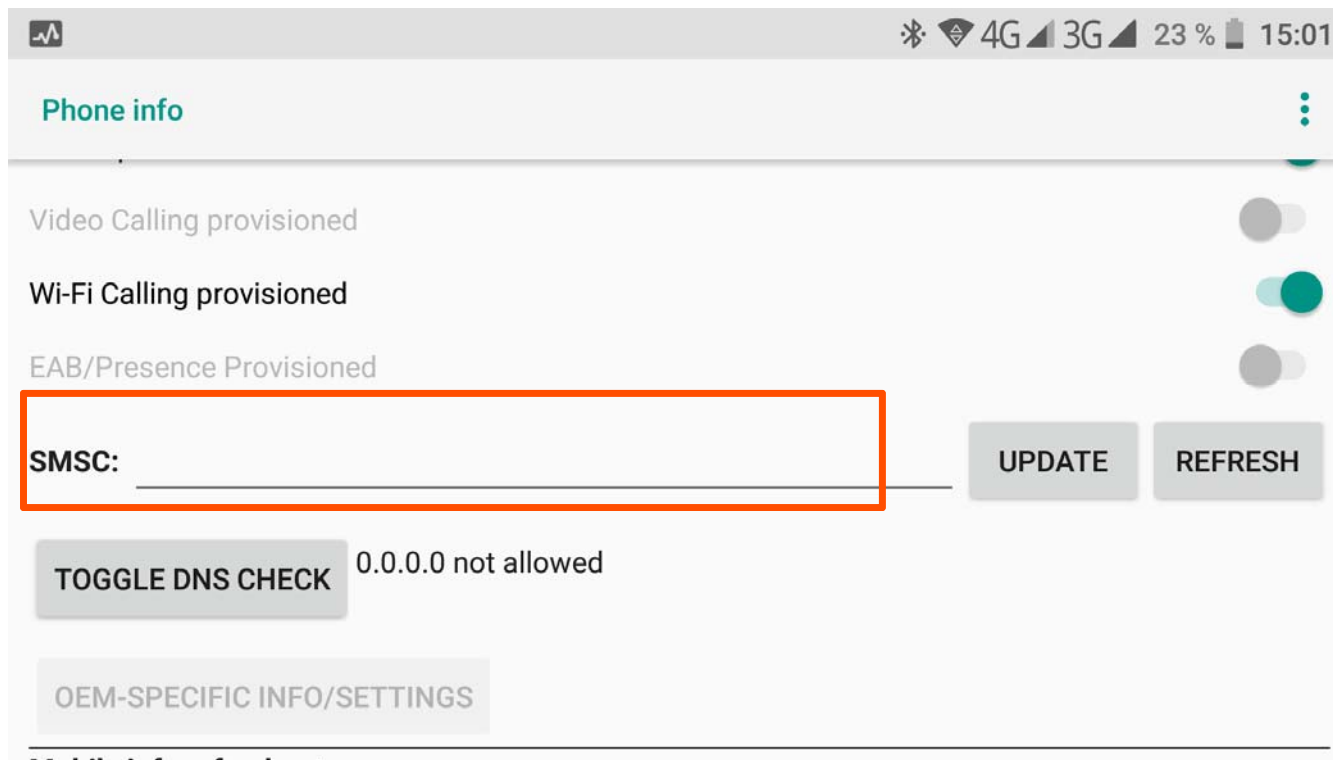 4G 3G 23 % 15:01
Phone info
Video Calling provisioned
Wi-Fi Calling provisioned
EAB/Presence Provisioned
SMSC: UPDATE REFRESH
TOGGLE DNS CHECK 0.0.0.0 not allowed
OEM-SPECIFIC INFO/SETTINGS